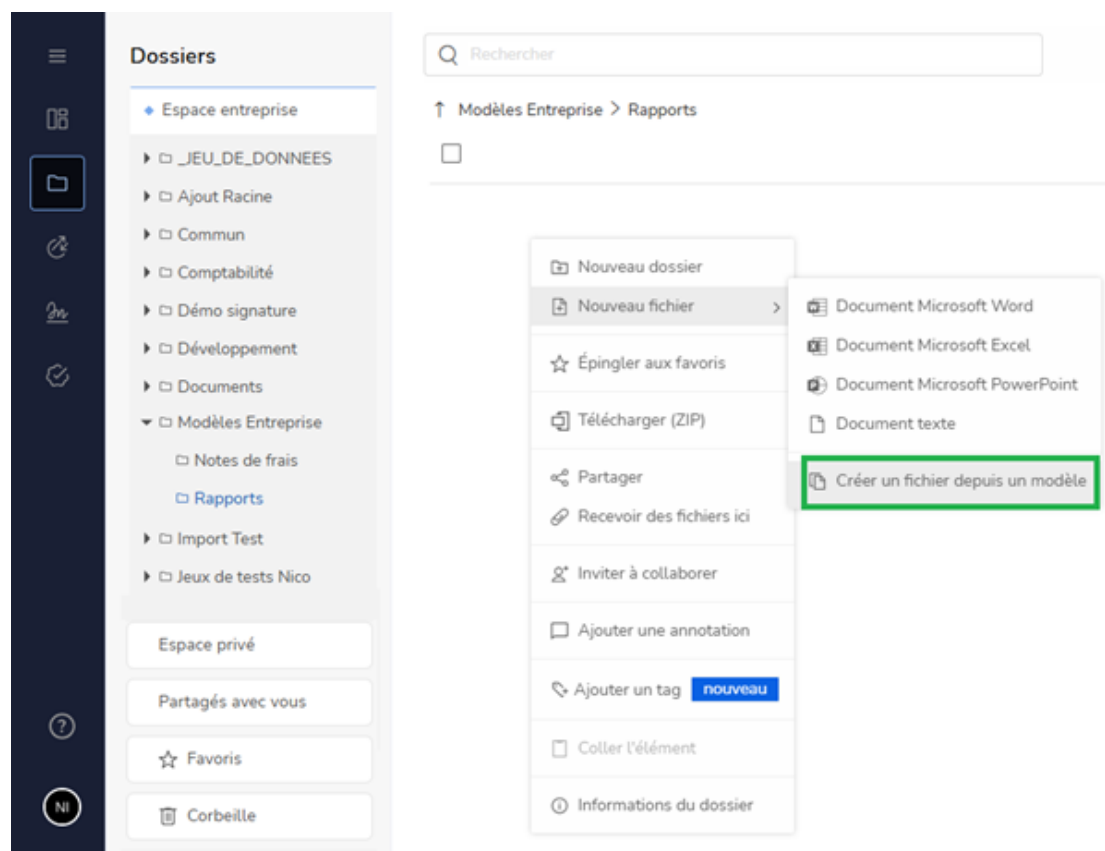 Dossiers
Espace entreprise
_JEU_DE_DONNEES
Ajout Racine
Commun
Comptabilité
Démo signature
Développement
Documents
Modèles Entreprise
Notes de frais
Rapports
Import Test
Jeux de tests Nico
Espace privé
Partagés avec vous
Favoris
Corbeille
?
NI
Rechercher
↑ Modèles Entreprise > Rapports
Nouveau dossier
Nouveau fichier >
Épingler aux favoris
Télécharger (ZIP)
Partager
Recevoir des fichiers ici
Inviter à collaborer
Ajouter une annotation
Ajouter un tag nouveau
Coller l'élément
Informations du dossier
Document Microsoft Word
Document Microsoft Excel
Document Microsoft PowerPoint
Document texte
Créer un fichier depuis un modèle